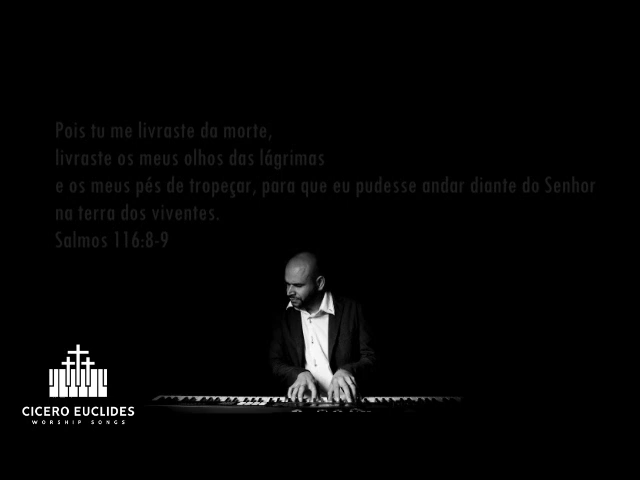 Pois tu me livraste da morte,
livraste os meus olhos das lágrimas
e os meus pés de tropeçar, para que eu pudesse andar diante do Senhor
na terra dos viventes.
Salmos 116:8-9
CICERO EUCLIDES
WORSHIP SONGS